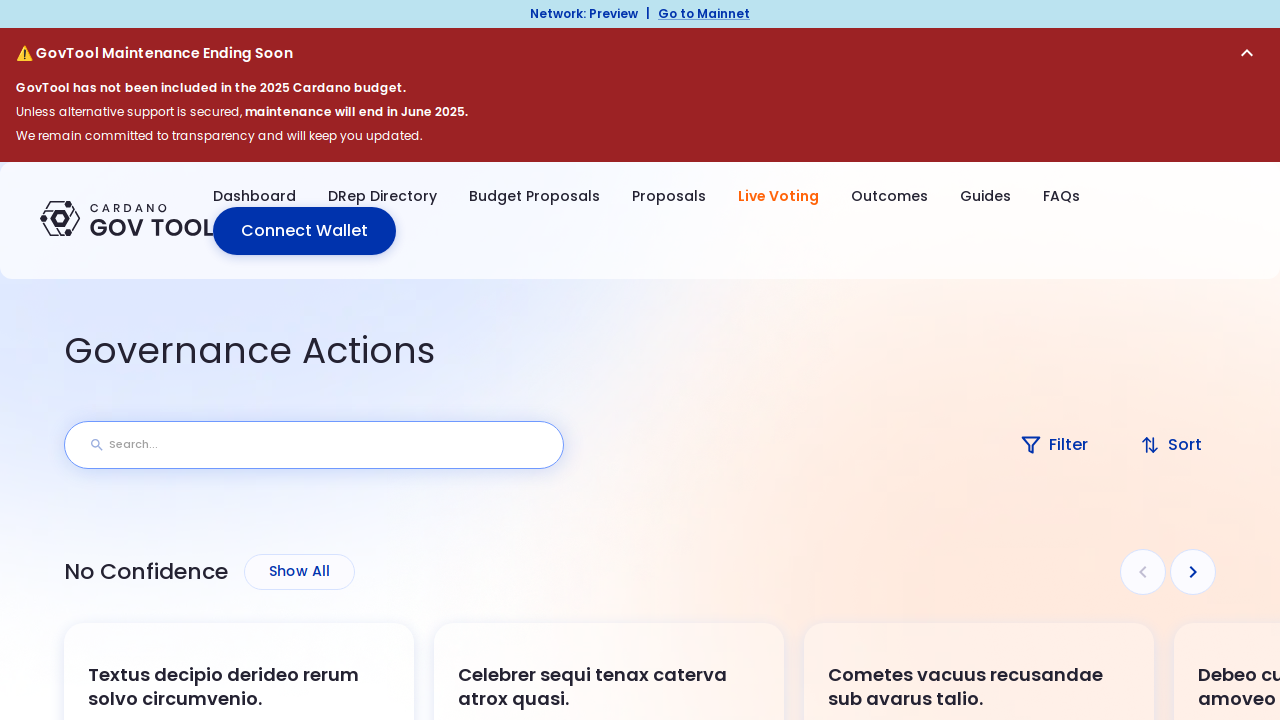 Network: Preview | Go to Mainnet
⚠️ GovTool Maintenance Ending Soon
GovTool has not been included in the 2025 Cardano budget.
Unless alternative support is secured, maintenance will end in June 2025.
We remain committed to transparency and will keep you updated.
CARDANO
GOV TOOL
Dashboard DRep Directory Budget Proposals Proposals Live Voting Outcomes Guides FAQs
Connect Wallet
Governance Actions
Search...
Filter Sort
No Confidence Show All
Textus decipio derideo rerum
solvo circumvenio.
Celebrer sequi tenax caterva
atrox quasi.
Cometes vacuus recusandae
sub avarus talio.
Debeo
amoveo